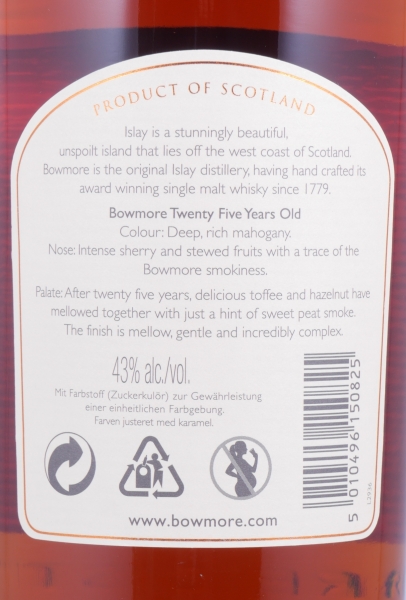 PRODUCT OF SCOTLAND
Islay is a stunningly beautiful,
unspoilt island that lies off the west coast of Scotland.
Bowmore is the original Islay distillery, having hand crafted its
award winning single malt whisky since 1779.
Bowmore Twenty Five Years Old
Colour: Deep, rich mahogany.
Nose: Intense sherry and stewed fruits with a trace of the
Bowmore smokiness.
Palate: After twenty five years, delicious toffee and hazelnut have
mellowed together with just a hint of sweet peat smoke.
The finish is mellow, gentle and incredibly complex.
43% alc./vol.
Mit Farbstoff (Zuckerkulör) zur Gewährleistung
einer einheitlichen Farbgebung.
Farven justeret med karamel.
5 010496 150825
www.bowmore.com